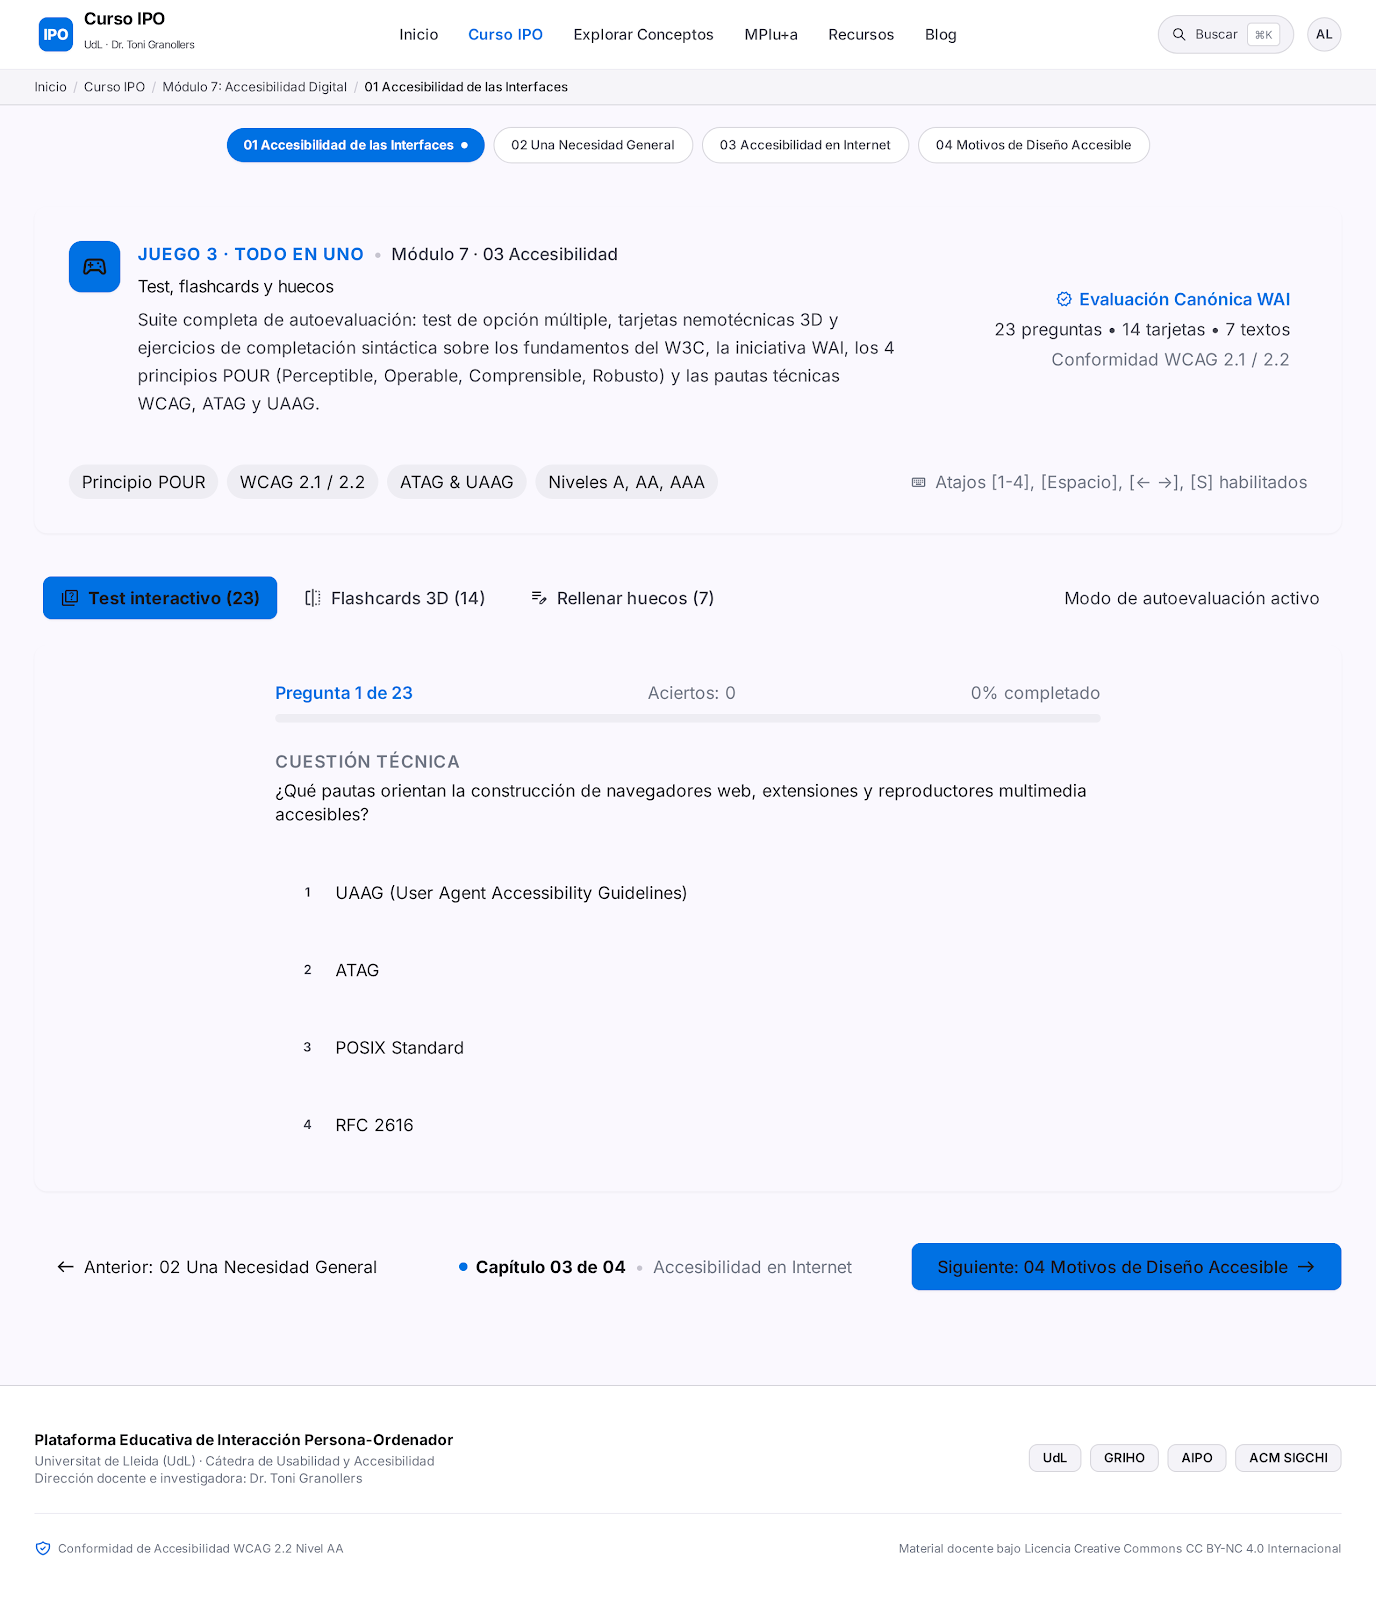 IPO
Curso IPO
UdL · Dr. Toni Granollers
Inicio
Curso IPO
Explorar Conceptos
MPIu+a
Recursos
Blog
Buscar
⌘K
AL
Inicio / Curso IPO / Módulo 7: Accesibilidad Digital / 01 Accesibilidad de las Interfaces
01 Accesibilidad de las Interfaces
02 Una Necesidad General
03 Accesibilidad en Internet
04 Motivos de Diseño Accesible
JUEGO 3 · TODO EN UNO • Módulo 7 · 03 Accesibilidad
Test, flashcards y huecos
Suite completa de autoevaluación: test de opción múltiple, tarjetas nemotécnicas 3D y
ejercicios de completación sintáctica sobre los fundamentos del W3C, la iniciativa WAI, los 4
principios POUR (Perceptible, Operable, Comprensible, Robusto) y las pautas técnicas
WCAG, ATAG y UAAG.
Evaluación Canónica WAI
23 preguntas • 14 tarjetas • 7 textos
Conformidad WCAG 2.1 / 2.2
Principio POUR
WCAG 2.1 / 2.2
ATAG & UAAG
Niveles A, AA, AAA
Atajos [1-4], [Espacio], [← →], [S] habilitados
Test interactivo (23)
Flashcards 3D (14)
Rellenar huecos (7)
Modo de autoevaluación activo
Pregunta 1 de 23
Aciertos: 0
0% completado
CUESTIÓN TÉCNICA
¿Qué pautas orientan la construcción de navegadores web, extensiones y reproductores multimedia
accesibles?
1 UAAG (User Agent Accessibility Guidelines)
2 ATAG
3 POSIX Standard
4 RFC 2616
← Anterior: 02 Una Necesidad General
Capítulo 03 de 04 • Accesibilidad en Internet
Siguiente: 04 Motivos de Diseño Accesible →
Plataforma Educativa de Interacción Persona-Ordenador
Universitat de Lleida (UdL) · Cátedra de Usabilidad y Accesibilidad
Dirección docente e investigadora: Dr. Toni Granollers
UdL
GRIHO
AIPO
ACM SIGCHI
Conformidad de Accesibilidad WCAG 2.2 Nivel AA
Material docente bajo Licencia Creative Commons CC BY-NC 4.0 Internacional